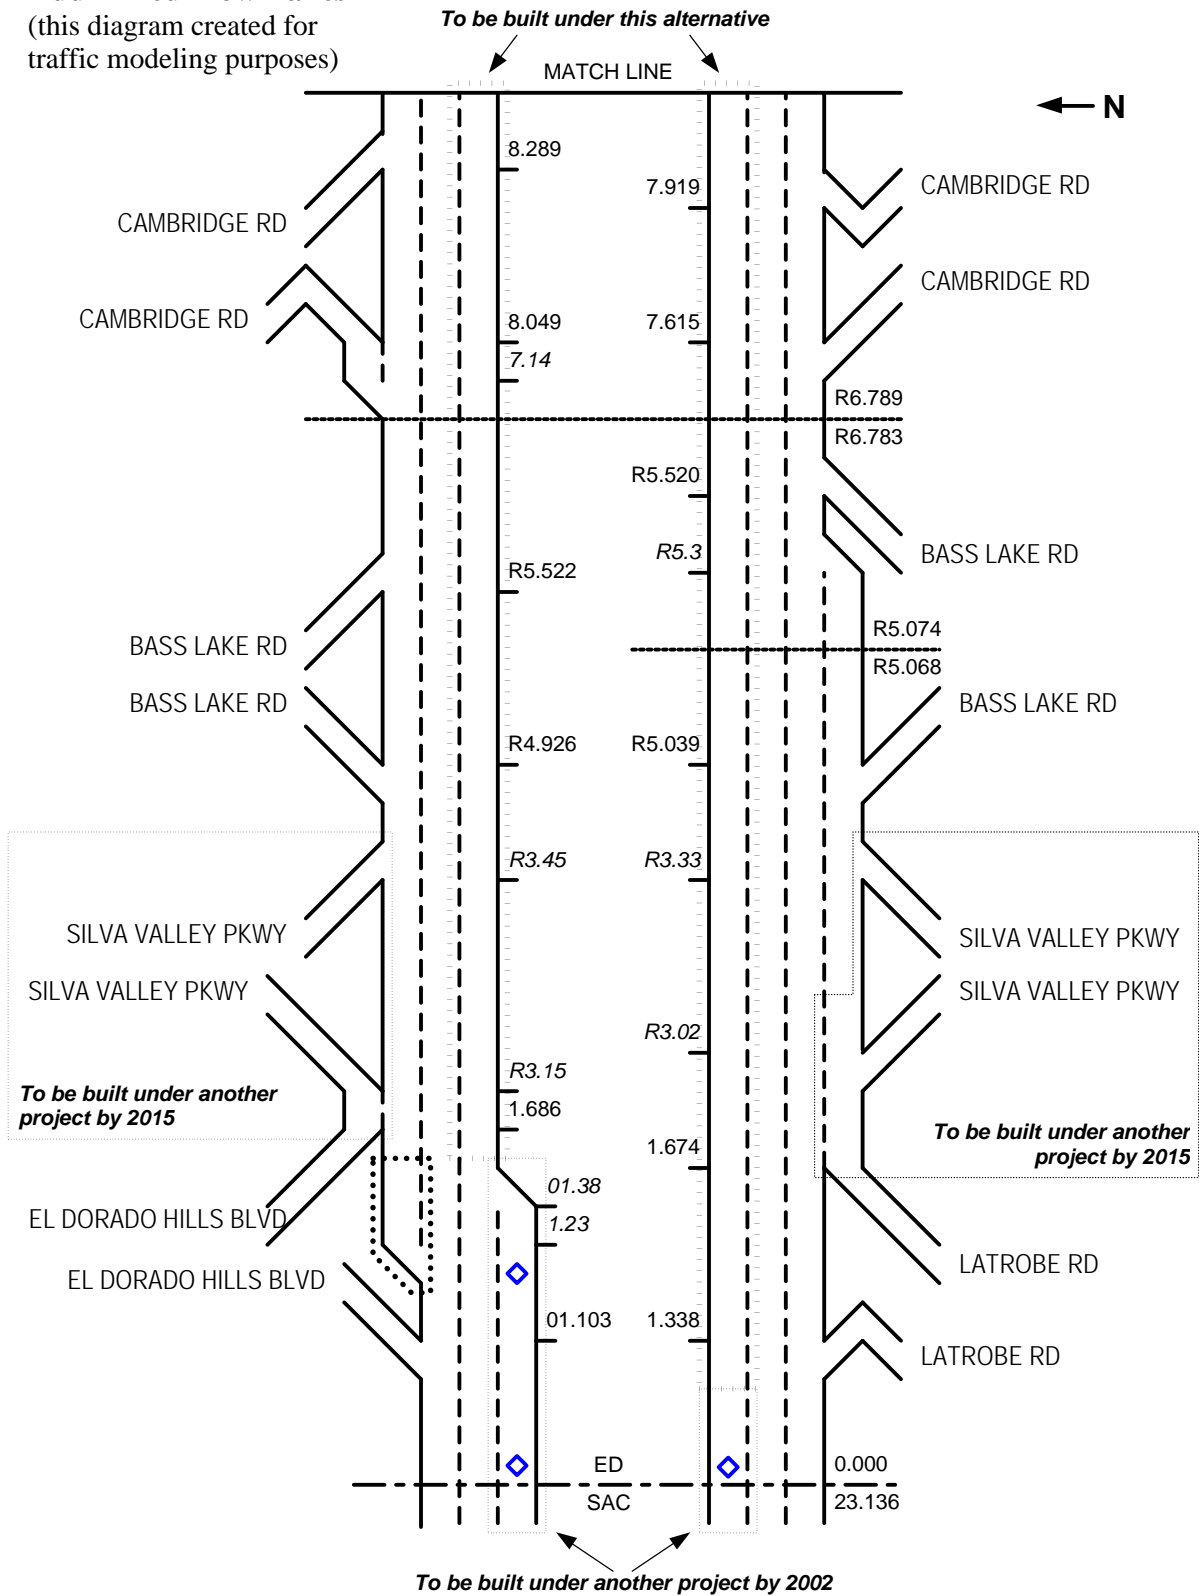 (this diagram created for
traffic modeling purposes)
To be built under this alternative
MATCH LINE
N
8.289
7.919
CAMBRIDGE RD
CAMBRIDGE RD
CAMBRIDGE RD
CAMBRIDGE RD
8.049
7.615
7.14
R6.789
R6.783
R5.520
R5.3
BASS LAKE RD
R5.522
R5.074
R5.068
BASS LAKE RD
BASS LAKE RD
BASS LAKE RD
R4.926
R5.039
R3.45
R3.33
SILVA VALLEY PKWY
SILVA VALLEY PKWY
SILVA VALLEY PKWY
SILVA VALLEY PKWY
R3.02
R3.15
To be built under another
project by 2015
1.686
To be built under another
project by 2015
1.674
01.38
EL DORADO HILLS BLVD
1.23
LATROBE RD
EL DORADO HILLS BLVD
01.103
1.338
LATROBE RD
ED
0.000
SAC
23.136
To be built under another project by 2002